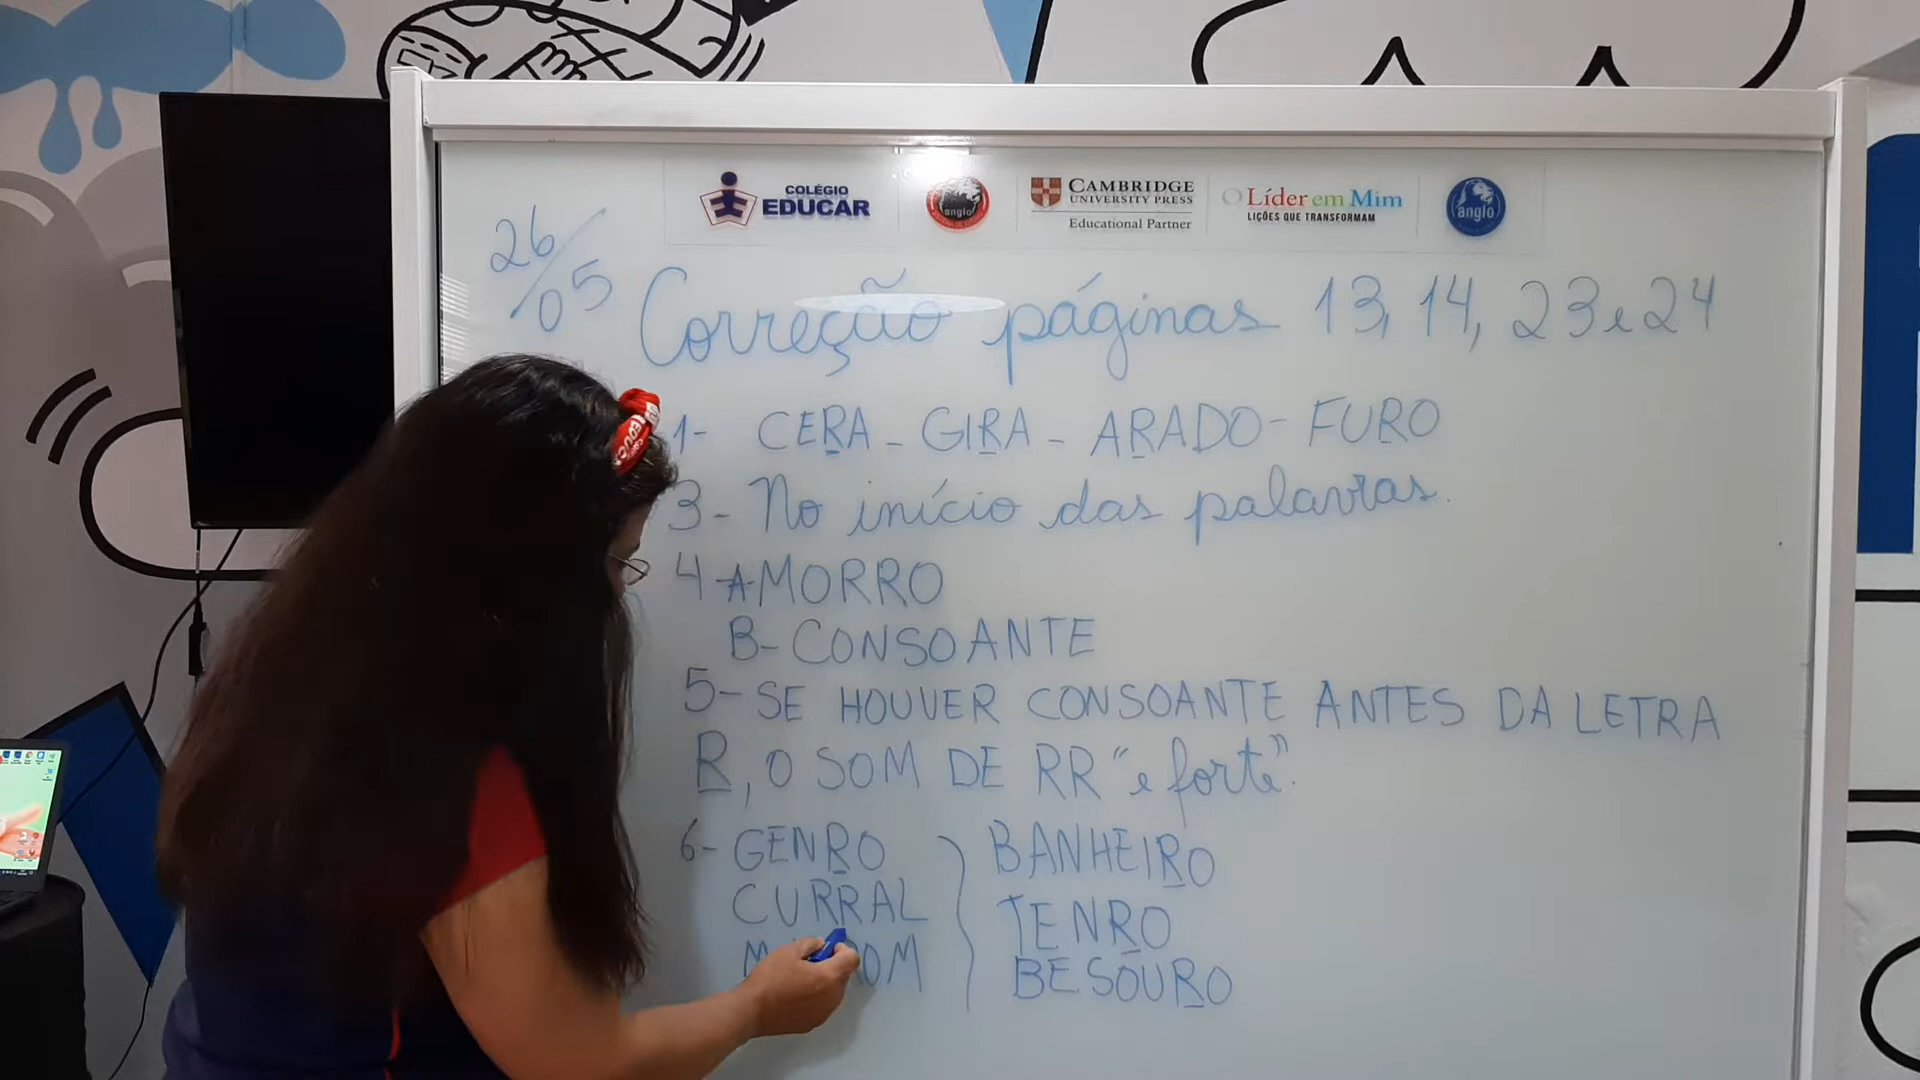 COLÉGIO
EDUCAR
anglo
CAMBRIDGE
UNIVERSITY PRESS
Educational Partner
O Líder em Mim
LIÇÕES QUE TRANSFORMAM
anglo
26/05
Correção páginas 13, 14, 23 e 24
1- CERA - GIRA - ARADO - FURO
3- No início das palavras.
4- A MORRO
B- CONSOANTE
5- SE HOUVER CONSOANTE ANTES DA LETRA
R, O SOM DE RR "e forte".
6- GENRO
CURRAL
BANHEIRO
TENRO
BESOURO